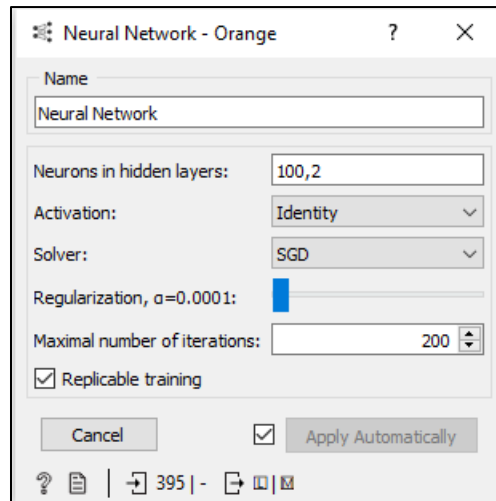 Neural Network - Orange ?
Name
Neural Network
Neurons in hidden layers: 100,2
Activation: Identity
Solver: SGD
Regularization, α=0.0001:
Maximal number of iterations: 200
Replicable training
Cancel Apply Automatically
? 395 | - |